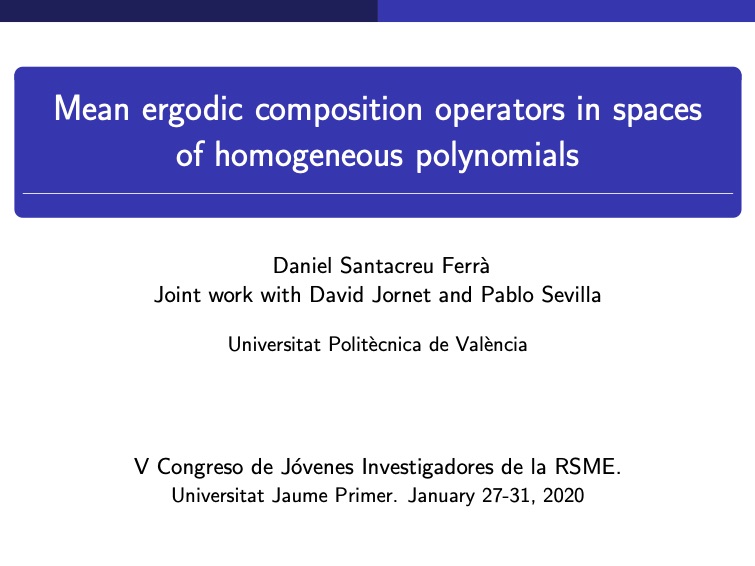 Mean ergodic composition operators in spaces
of homogeneous polynomials
Daniel Santacreu Ferrà
Joint work with David Jornet and Pablo Sevilla
Universitat Politècnica de València
V Congreso de Jóvenes Investigadores de la RSME.
Universitat Jaume Primer. January 27-31, 2020